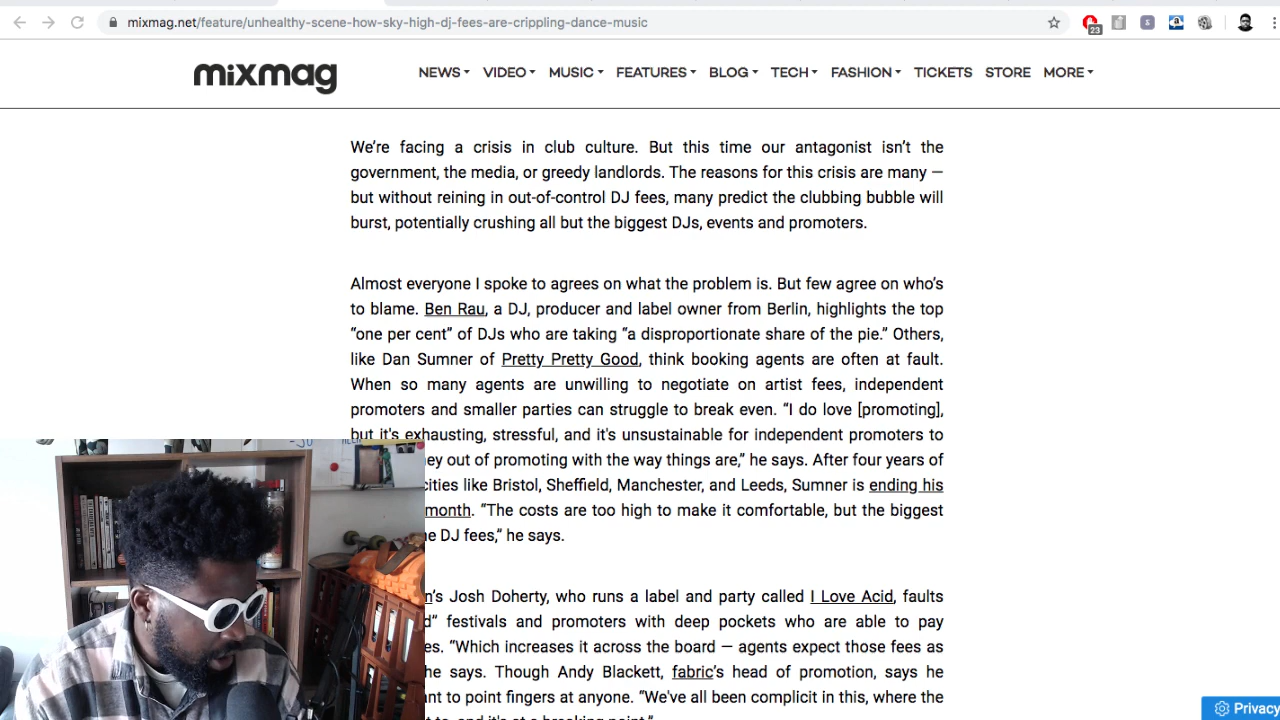 mixmag.net/feature/unhealthy-scene-how-sky-high-dj-fees-are-crippling-dance-music
23
mixmag
NEWS VIDEO MUSIC FEATURES BLOG TECH FASHION TICKETS STORE MORE
We’re facing a crisis in club culture. But this time our antagonist isn’t the
government, the media, or greedy landlords. The reasons for this crisis are many —
but without reining in out-of-control DJ fees, many predict the clubbing bubble will
burst, potentially crushing all but the biggest DJs, events and promoters.
Almost everyone I spoke to agrees on what the problem is. But few agree on who’s
to blame. Ben Rau, a DJ, producer and label owner from Berlin, highlights the top
“one per cent” of DJs who are taking “a disproportionate share of the pie.” Others,
like Dan Sumner of Pretty Pretty Good, think booking agents are often at fault.
When so many agents are unwilling to negotiate on artist fees, independent
promoters and smaller parties can struggle to break even. “I do love [promoting],
but it's exhausting, stressful, and it's unsustainable for independent promoters to
ey out of promoting with the way things are,” he says. After four years of
cities like Bristol, Sheffield, Manchester, and Leeds, Sumner is ending his
month. “The costs are too high to make it comfortable, but the biggest
e DJ fees,” he says.
n’s Josh Doherty, who runs a label and party called I Love Acid, faults
d” festivals and promoters with deep pockets who are able to pay
es. “Which increases it across the board — agents expect those fees as
he says. Though Andy Blackett, fabric’s head of promotion, says he
ant to point fingers at anyone. “We've all been complicit in this, where the
t to, and it's at a breaking point.”
Privacy